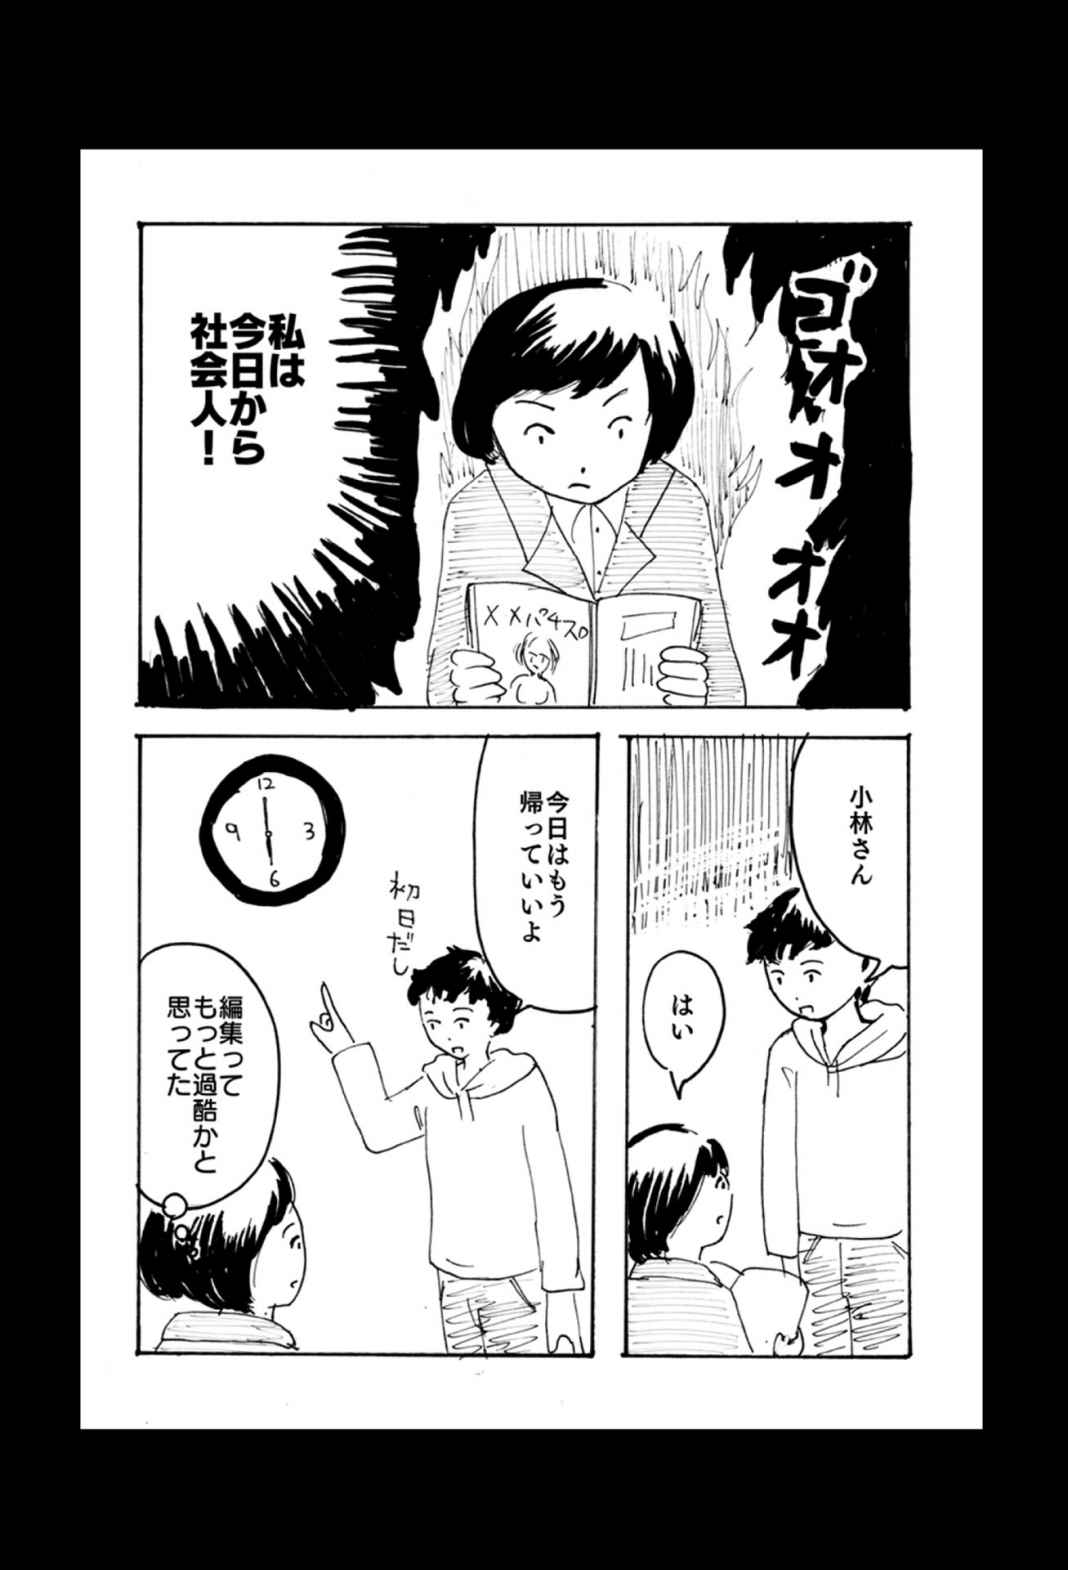 ゴオオオオ
私は
今日から
社会人！
××パチスロ
小林さん
はい
今日はもう
帰っていいよ
初日だし
12
3
6
9
編集って
もっと過酷かと
思ってた